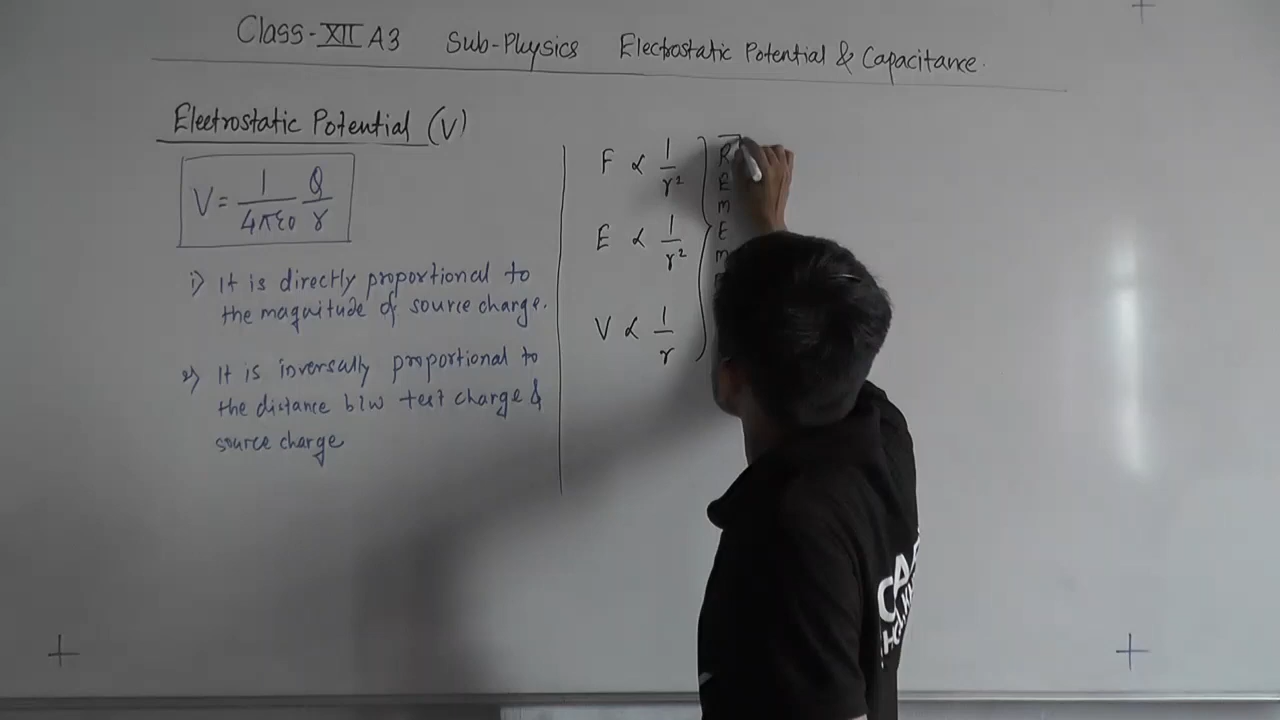 Class-XII A3 Sub-Physics Electrostatic Potential & Capacitance.
Electrostatic Potential (V)
V = 1/4πε0 Q/r
i) It is directly proportional to
the magnitude of source charge.
2) It is inversally proportional to
the distance b/w test charge &
source charge
F ∝ 1/r²
E ∝ 1/r²
V ∝ 1/r
R
E
m
E
m